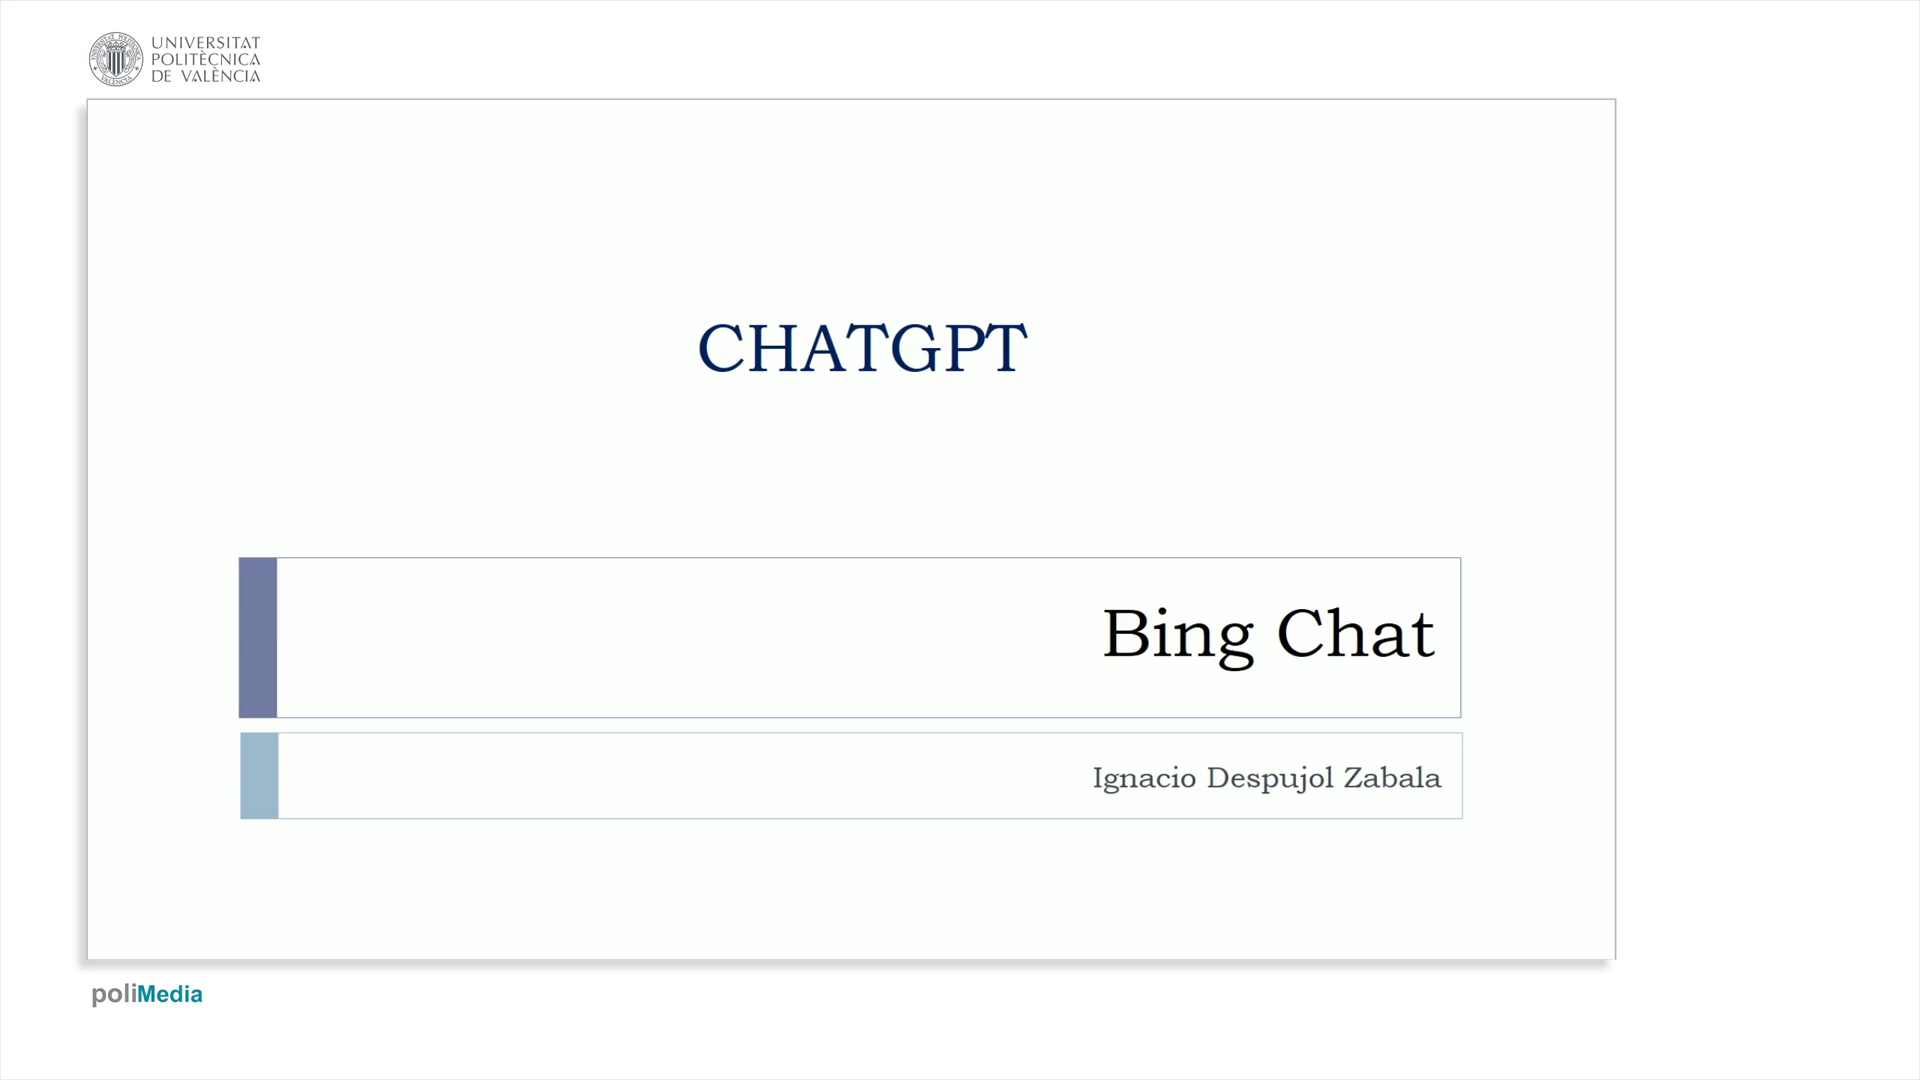 UNIVERSITAT
POLITÈCNICA
DE VALÈNCIA
CHATGPT
Bing Chat
Ignacio Despujol Zabala
poliMedia